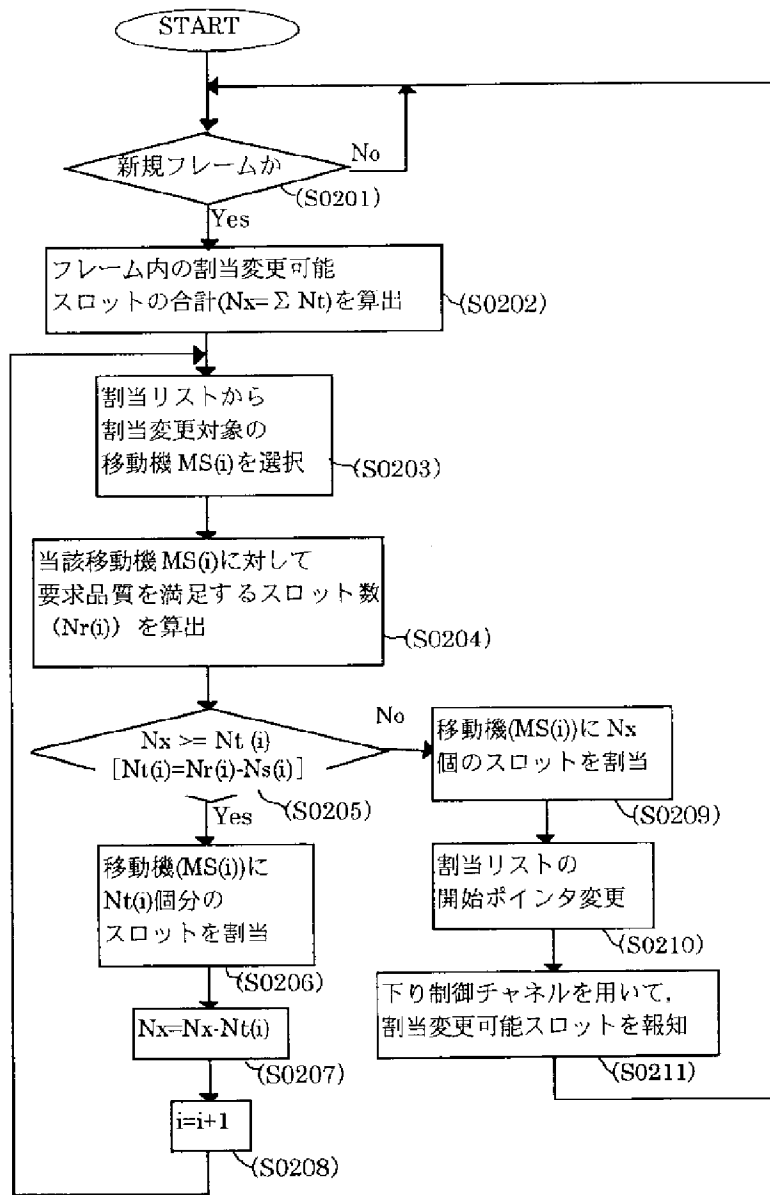 START
新規フレームか
No
(S0201)
Yes
フレーム内の割当変更可能
スロットの合計(Nx=Σ Nt)を算出
(S0202)
割当リストから
割当変更対象の
移動機 MS(i)を選択
(S0203)
当該移動機 MS(i)に対して
要求品質を満足するスロット数
(Nr(i)) を算出
(S0204)
Nx >= Nt (i)
[Nt(i)=Nr(i)-Ns(i)]
(S0205)
No
Yes
移動機(MS(i))に
Nt(i)個分の
スロットを割当
(S0206)
Nx=Nx-Nt(i)
(S0207)
i=i+1
(S0208)
移動機(MS(i))に Nx
個のスロットを割当
(S0209)
割当リストの
開始ポインタ変更
(S0210)
下り制御チャネルを用いて,
割当変更可能スロットを報知
(S0211)